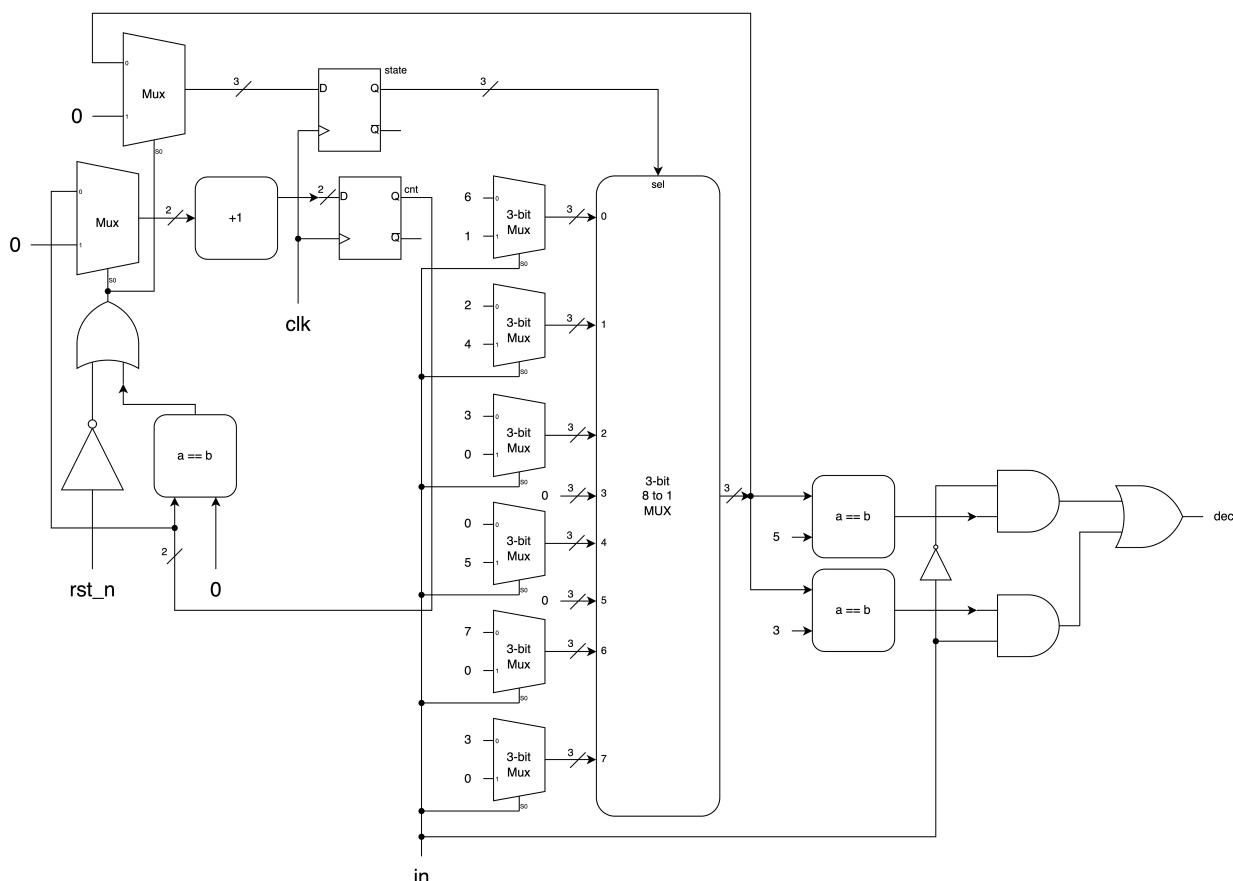 0
Mux
0
1
S0
3
D
Q
Q
state
3
0
Mux
0
1
S0
2
+1
2
D
Q
Q
cnt
clk
a == b
2
rst_n
0
6
1
0
1
3-bit
Mux
S0
3
0
2
4
0
1
3-bit
Mux
S0
3
1
3
0
0
1
3-bit
Mux
S0
3
2
0
3
3
0
5
0
1
3-bit
Mux
S0
3
4
0
3
5
7
0
0
1
3-bit
Mux
S0
3
6
3
0
0
1
3-bit
Mux
S0
3
7
in
sel
3-bit
8 to 1
MUX
3
5
a == b
3
a == b
dec